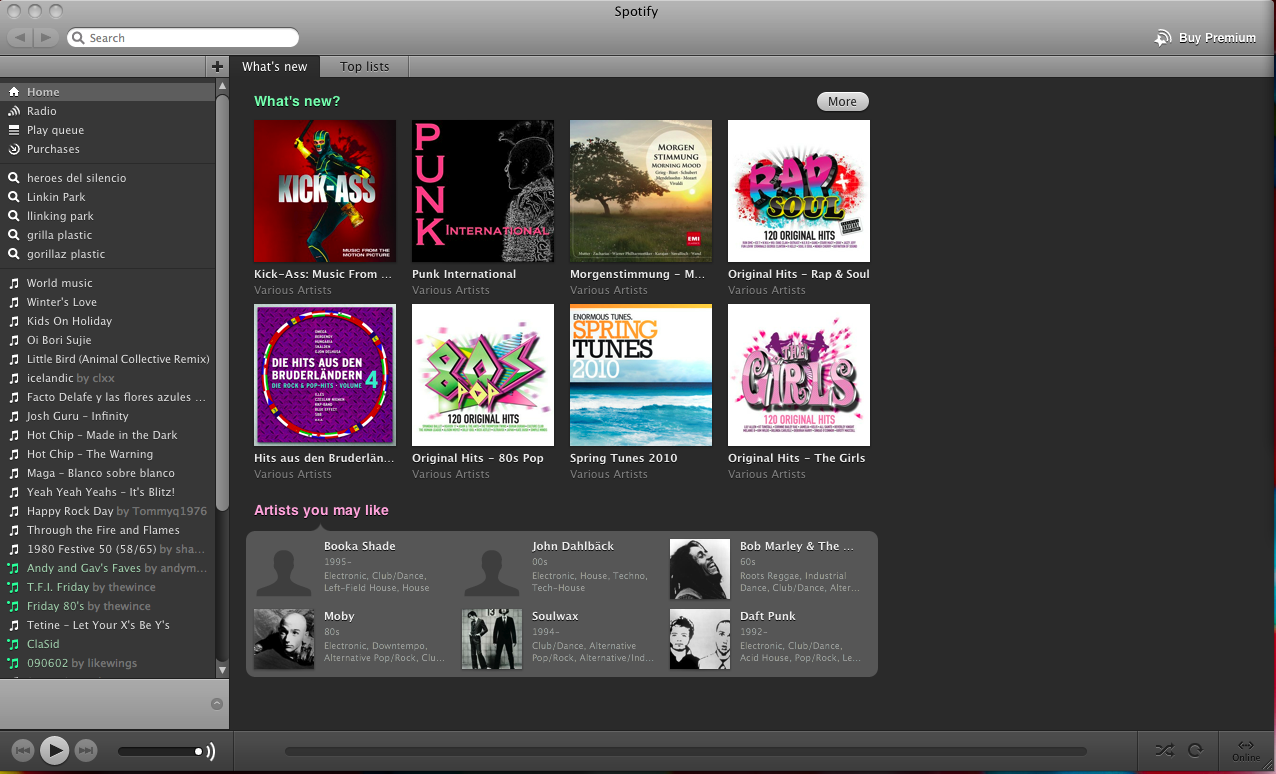 Spotify
Search
Buy Premium
What's new
Top lists
Home
Radio
Play queue
Purchases
heroes del silencio
Linkin Park
llinking park
grilla plastic
gorillaz plastic
World music
Winter's Love
Kids On Holiday
Oi Bori Sujie
Little Bird (Animal Collective Remix)
icelandic by clxx
Facto Delafe y las flores azules ...
Josh Guru - Infinity
Hot Chip - Made in the Dark
Hot Chip - The Warning
Maga - Blanco sobre blanco
Yeah Yeah Yeahs - It's Blitz!
Happy Rock Day by Tommyq1976
Through the Fire and Flames
1980 Festive 50 (58/65) by sha...
Andy and Gav's Faves by andym...
T.F.I. Friday by thewince
Friday 80's by thewince
Tetine - Let Your X's Be Y's
ClaSid
090602 by likewings
What's new?
More
KICK-ASS
MUSIC FROM THE
MOTION PICTURE
PUNK
INTERNATIONAL
MORGEN
STIMMUNG
MORNING MOOD
EMI
RAP +
SOUL
120 ORIGINAL HITS
Kick-Ass: Music From ...
Various Artists
Punk International
Various Artists
Morgenstimmung - M...
Various Artists
Original Hits - Rap & Soul
Various Artists
DIE HITS AUS DEN
BRUDERLÄNDERN
DIE ROCK & POP-HITS · VOLUME 4
80s
POP
120 ORIGINAL HITS
ENORMOUS TUNES.
SPRING
TUNES
2010
THE
GIRLS
120 ORIGINAL HITS
Hits aus den Bruderlän...
Various Artists
Original Hits - 80s Pop
Various Artists
Spring Tunes 2010
Various Artists
Original Hits - The Girls
Various Artists
Artists you may like
Booka Shade
1995-
Electronic, Club/Dance,
Left-Field House, House
John Dahlbäck
00s
Electronic, House, Techno,
Tech-House
Bob Marley & The ...
60s
Roots Reggae, Industrial
Dance, Club/Dance, Alter...
Moby
80s
Electronic, Downtempo,
Alternative Pop/Rock, Clu...
Soulwax
1994-
Club/Dance, Alternative
Pop/Rock, Alternative/Ind...
Daft Punk
1992-
Electronic, Club/Dance,
Acid House, Pop/Rock, Le...
Online